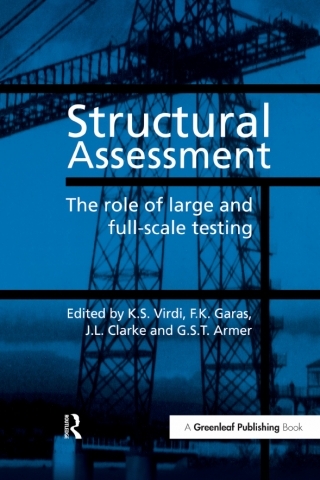 Structural
Assessment
The role of large and
full-scale testing
Edited by K.S. Virdi, F.K. Garas,
J.L. Clarke and G.S.T. Armer
ROUTLEDGE
A Greenleaf Publishing Book